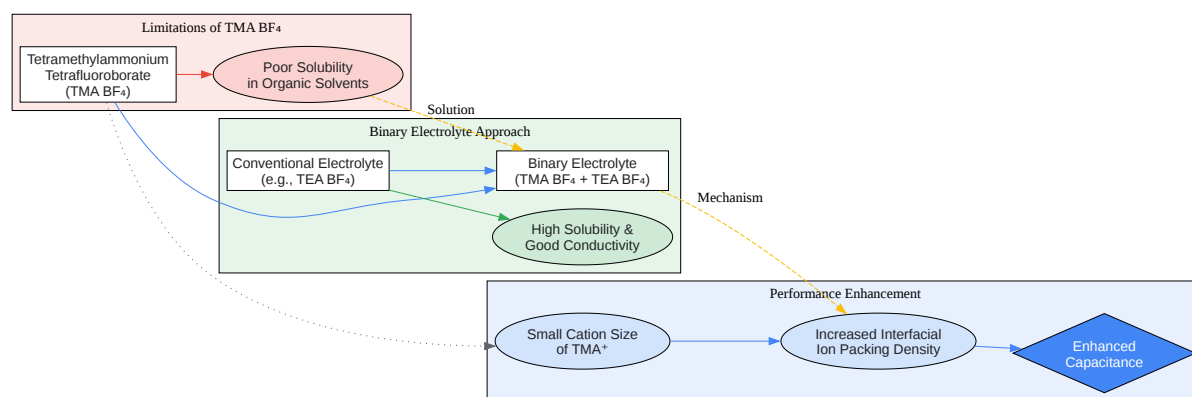 Limitations of TMA BF₄
Tetramethylammonium
Tetrafluoroborate
(TMA BF₄)
Poor Solubility
in Organic Solvents
Solution
Binary Electrolyte Approach
Conventional Electrolyte
(e.g., TEA BF₄)
Binary Electrolyte
(TMA BF₄ + TEA BF₄)
High Solubility &
Good Conductivity
Mechanism
Performance Enhancement
Small Cation Size
of TMA⁺
Increased Interfacial
Ion Packing Density
Enhanced
Capacitance